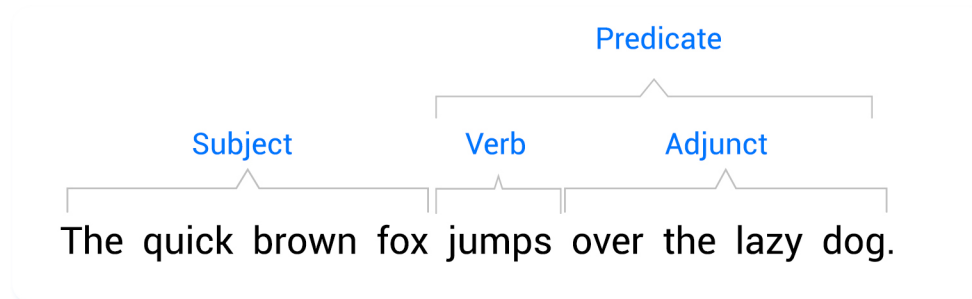 Predicate
Subject Verb Adjunct
The quick brown fox jumps over the lazy dog.